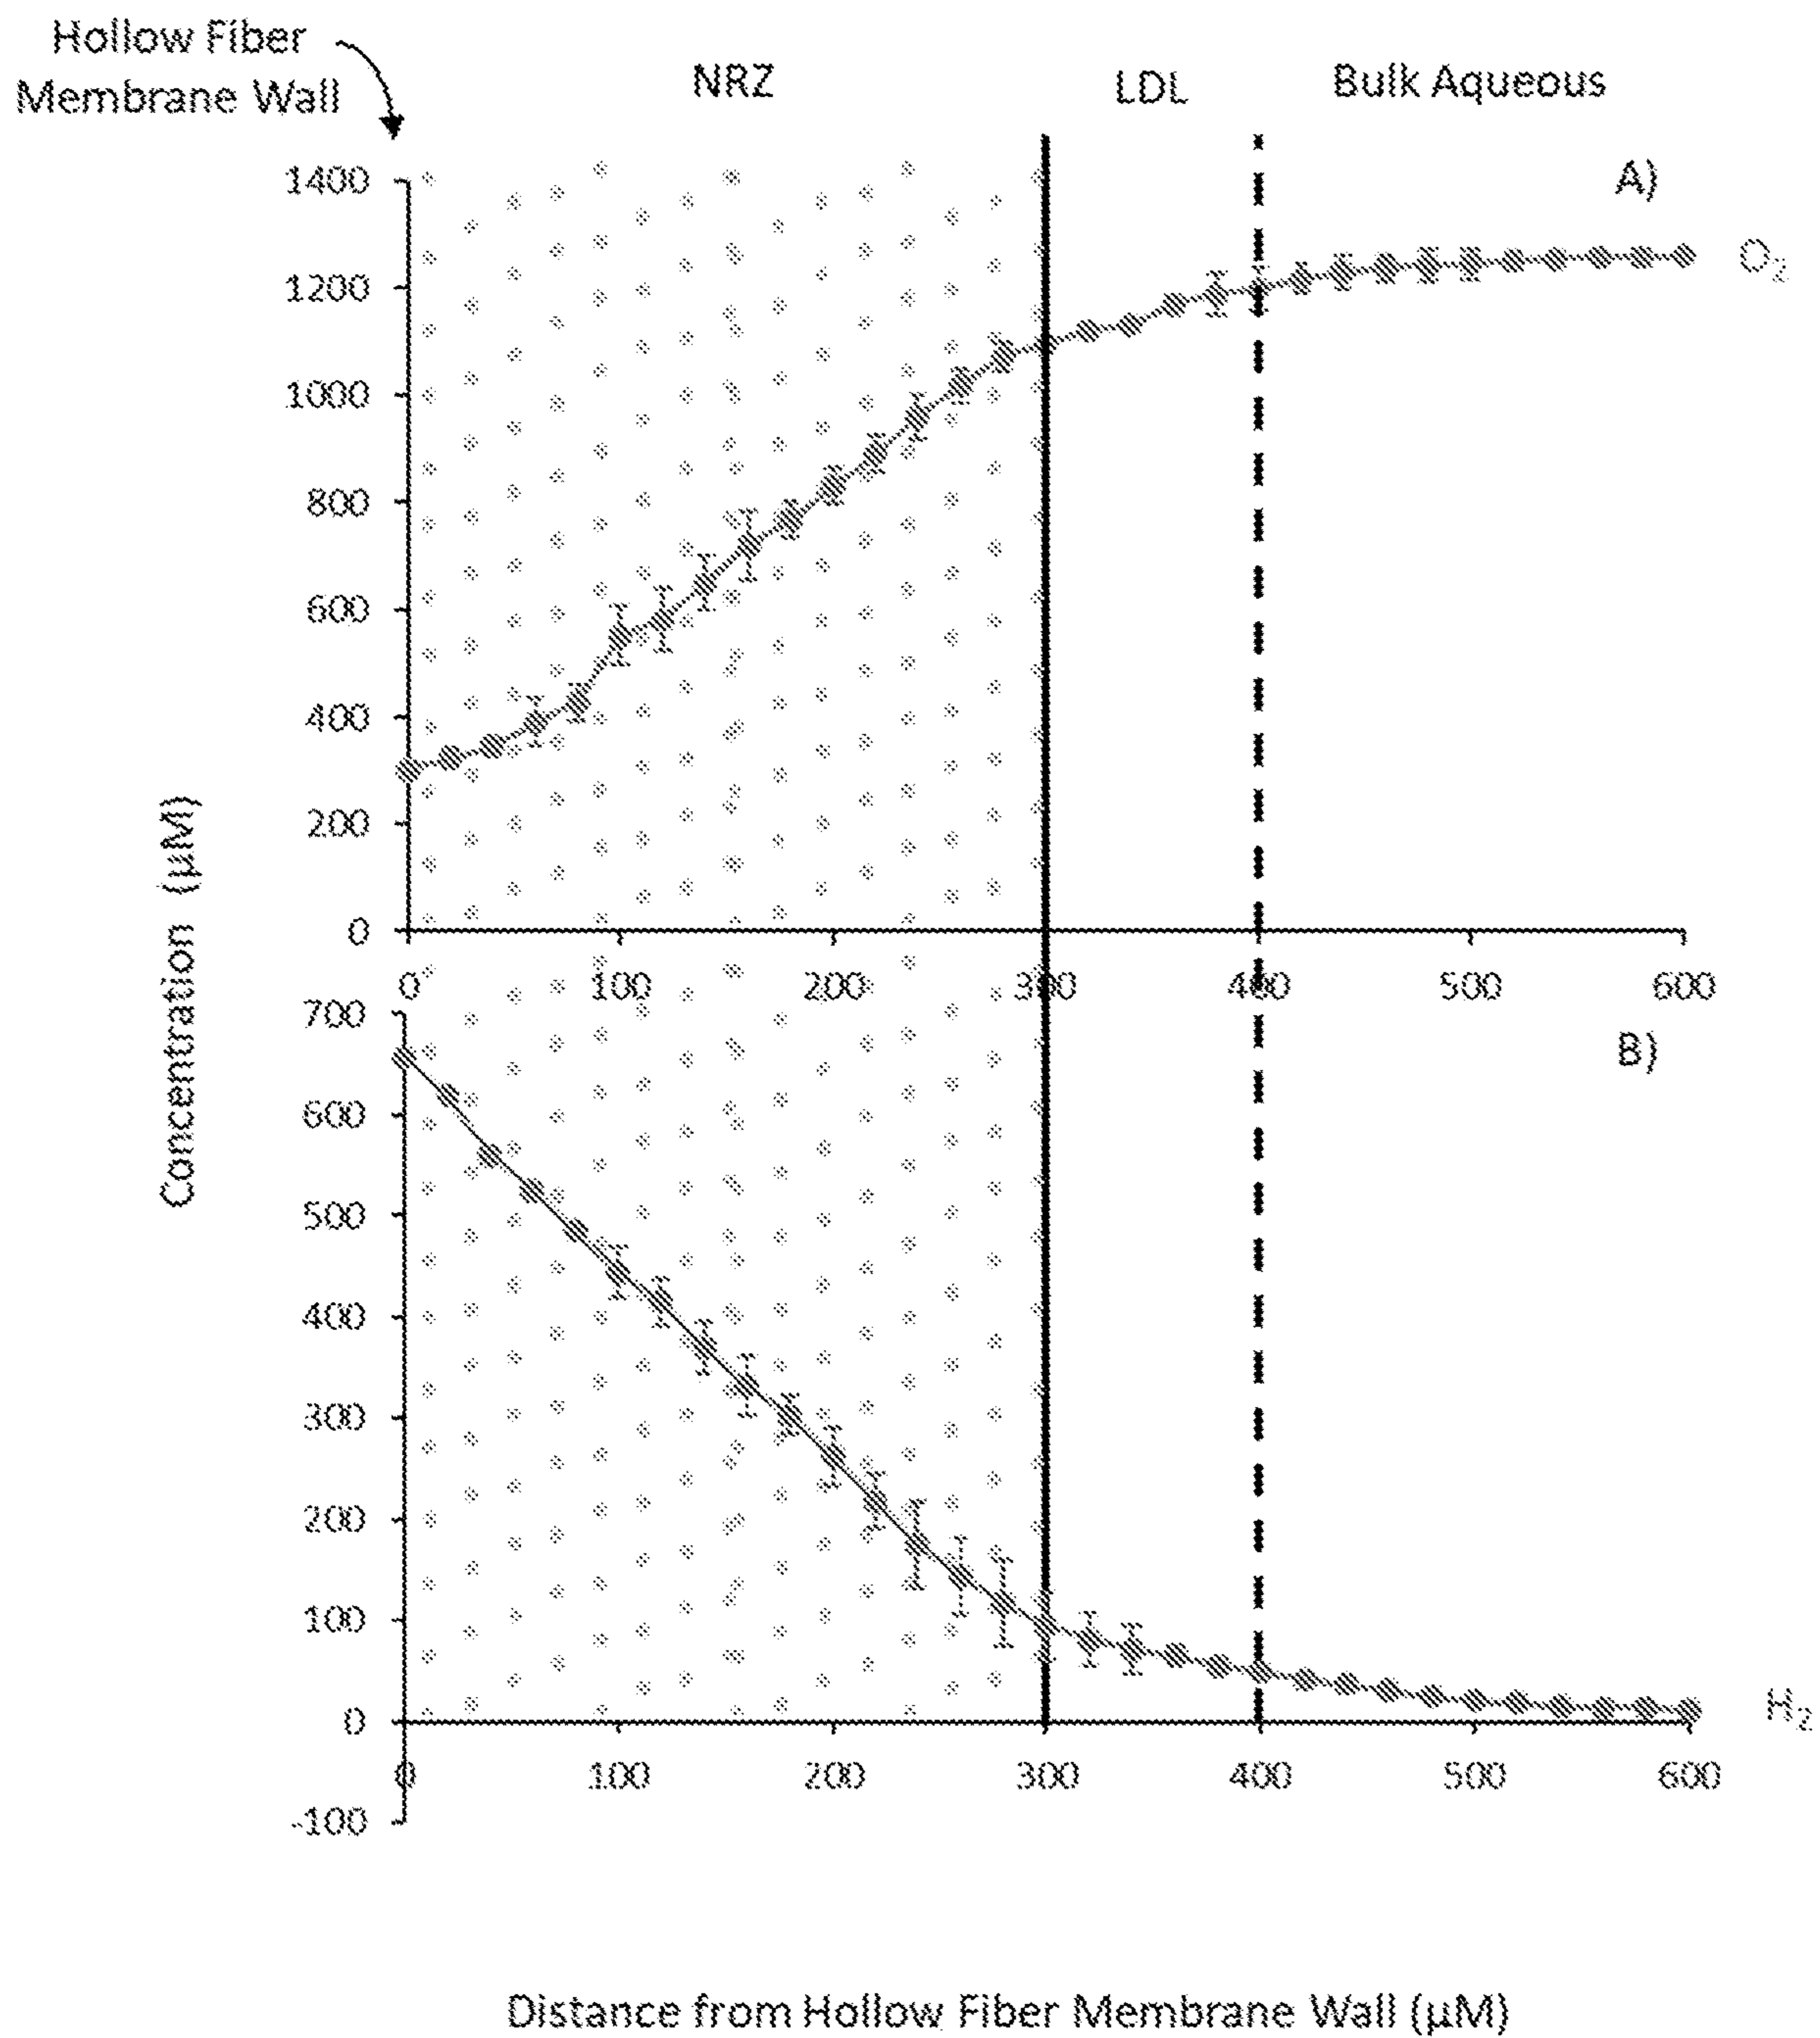 Hollow Fiber
Membrane Wall
NRZ
LDL
Bulk Aqueous
A)
1400
1200
1000
800
600
400
200
0
O2
0 100 200 300 400 500 600
Concentration (µM)
B)
700
600
500
400
300
200
100
0
-100
H2
0 100 200 300 400 500 600
Distance from Hollow Fiber Membrane Wall (µM)